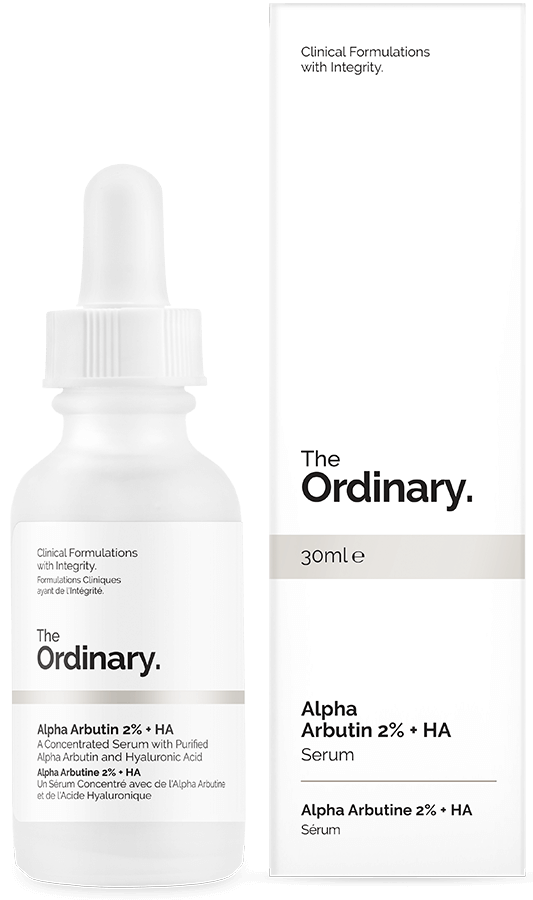 Clinical Formulations
with Integrity.
The
Ordinary.
30ml e
Alpha
Arbutin 2% + HA
Serum
Alpha Arbutine 2% + HA
Sérum
Clinical Formulations
with Integrity.
Formulations Cliniques
ayant de l'Intégrité.
The
Ordinary.
Alpha Arbutin 2% + HA
A Concentrated Serum with Purified
Alpha Arbutin and Hyaluronic Acid
Alpha Arbutine 2% + HA
Un Sérum Concentré avec de l'Alpha Arbutine
et de l'Acide Hyaluronique